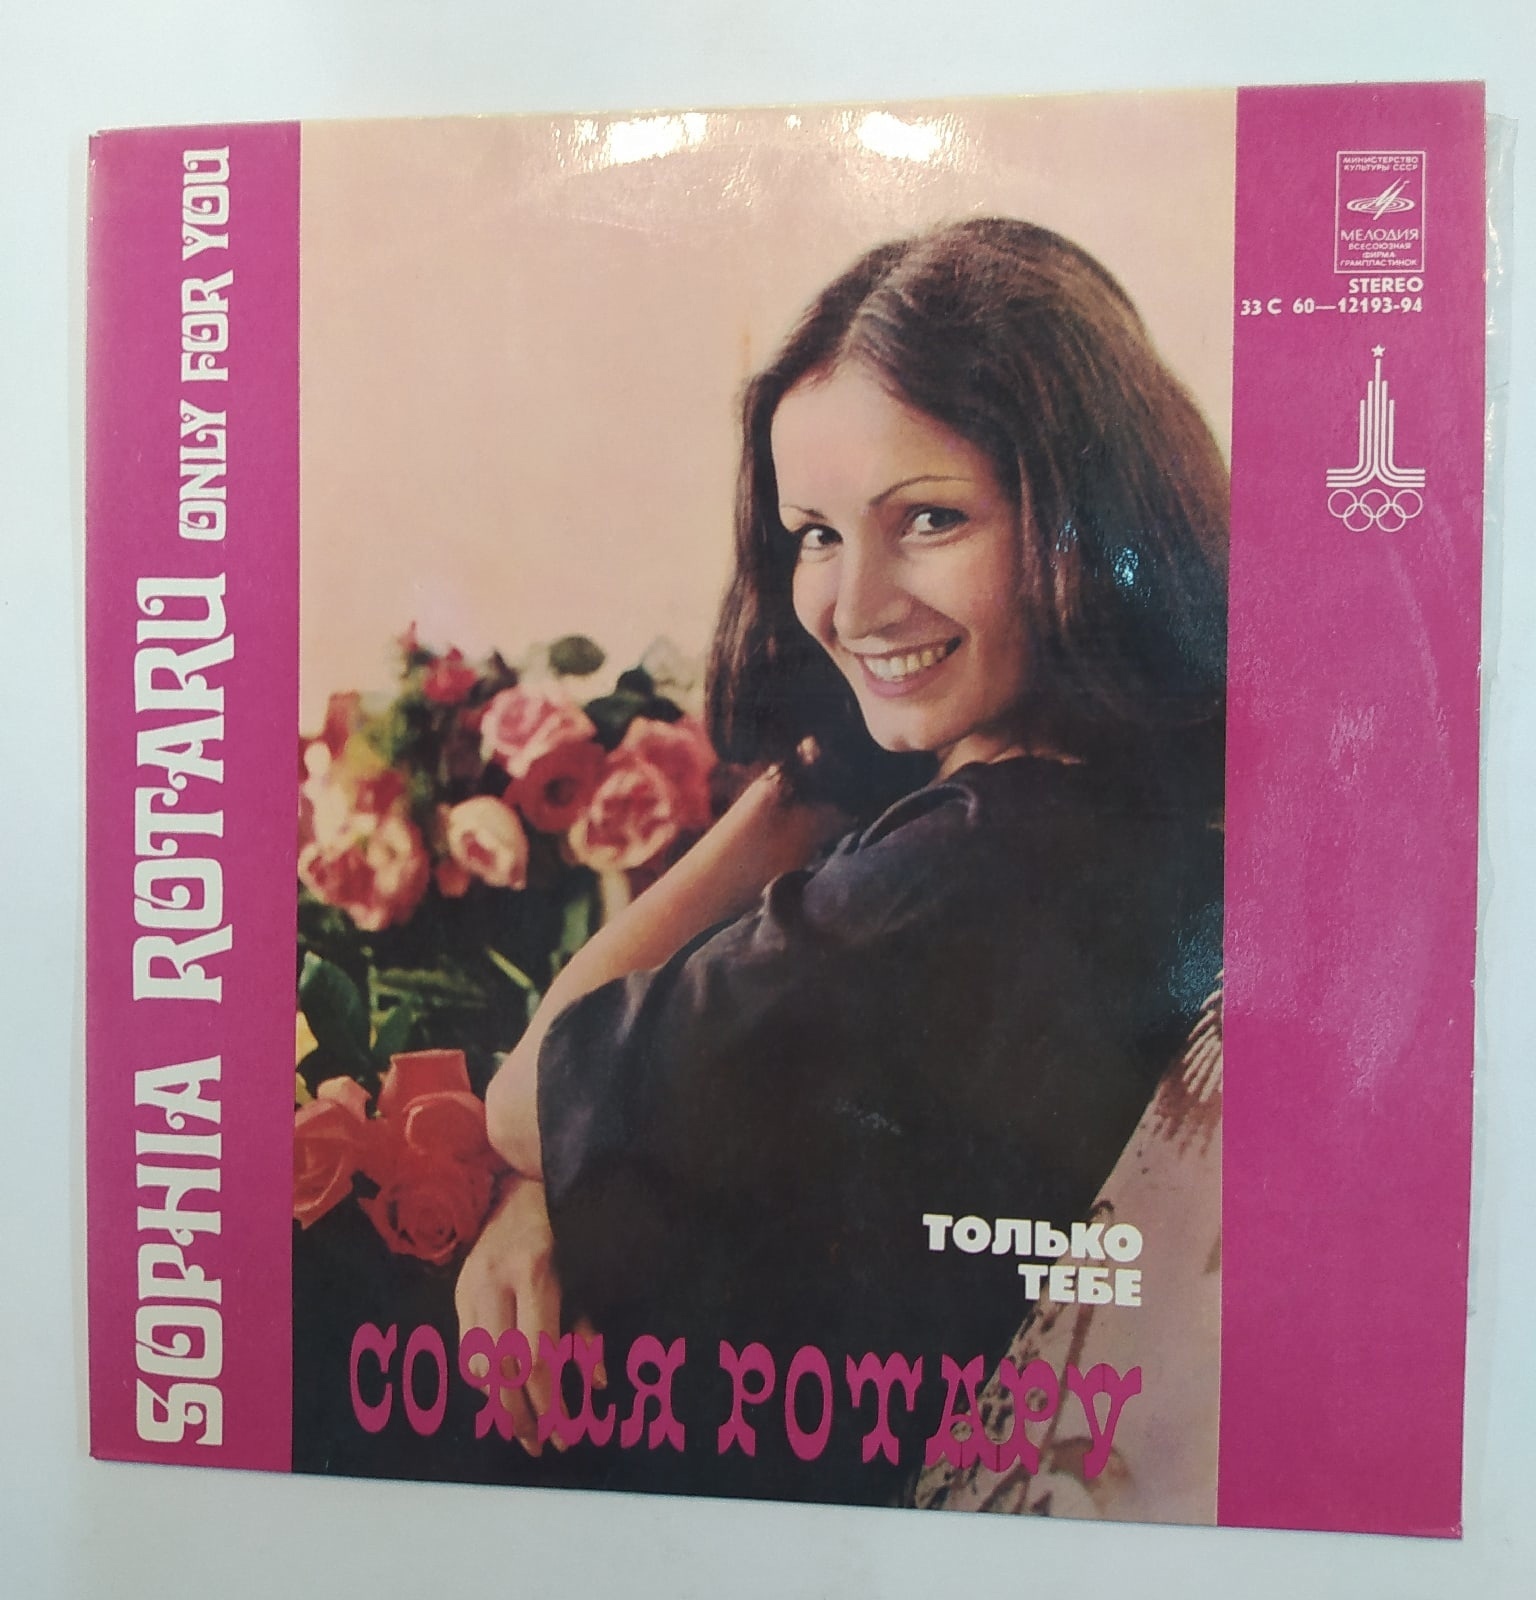 SOPHIA ROTARU ONLY FOR YOU
МИНИСТЕРСТВО
КУЛЬТУРЫ СССР
МЕЛОДИЯ
ВСЕСОЮЗНАЯ
ФИРМА
ГРАМПЛАСТИНОК
STEREO
33 С 60—12193-94
ТОЛЬКО
ТЕБЕ
СОФИЯ РОТАРУ